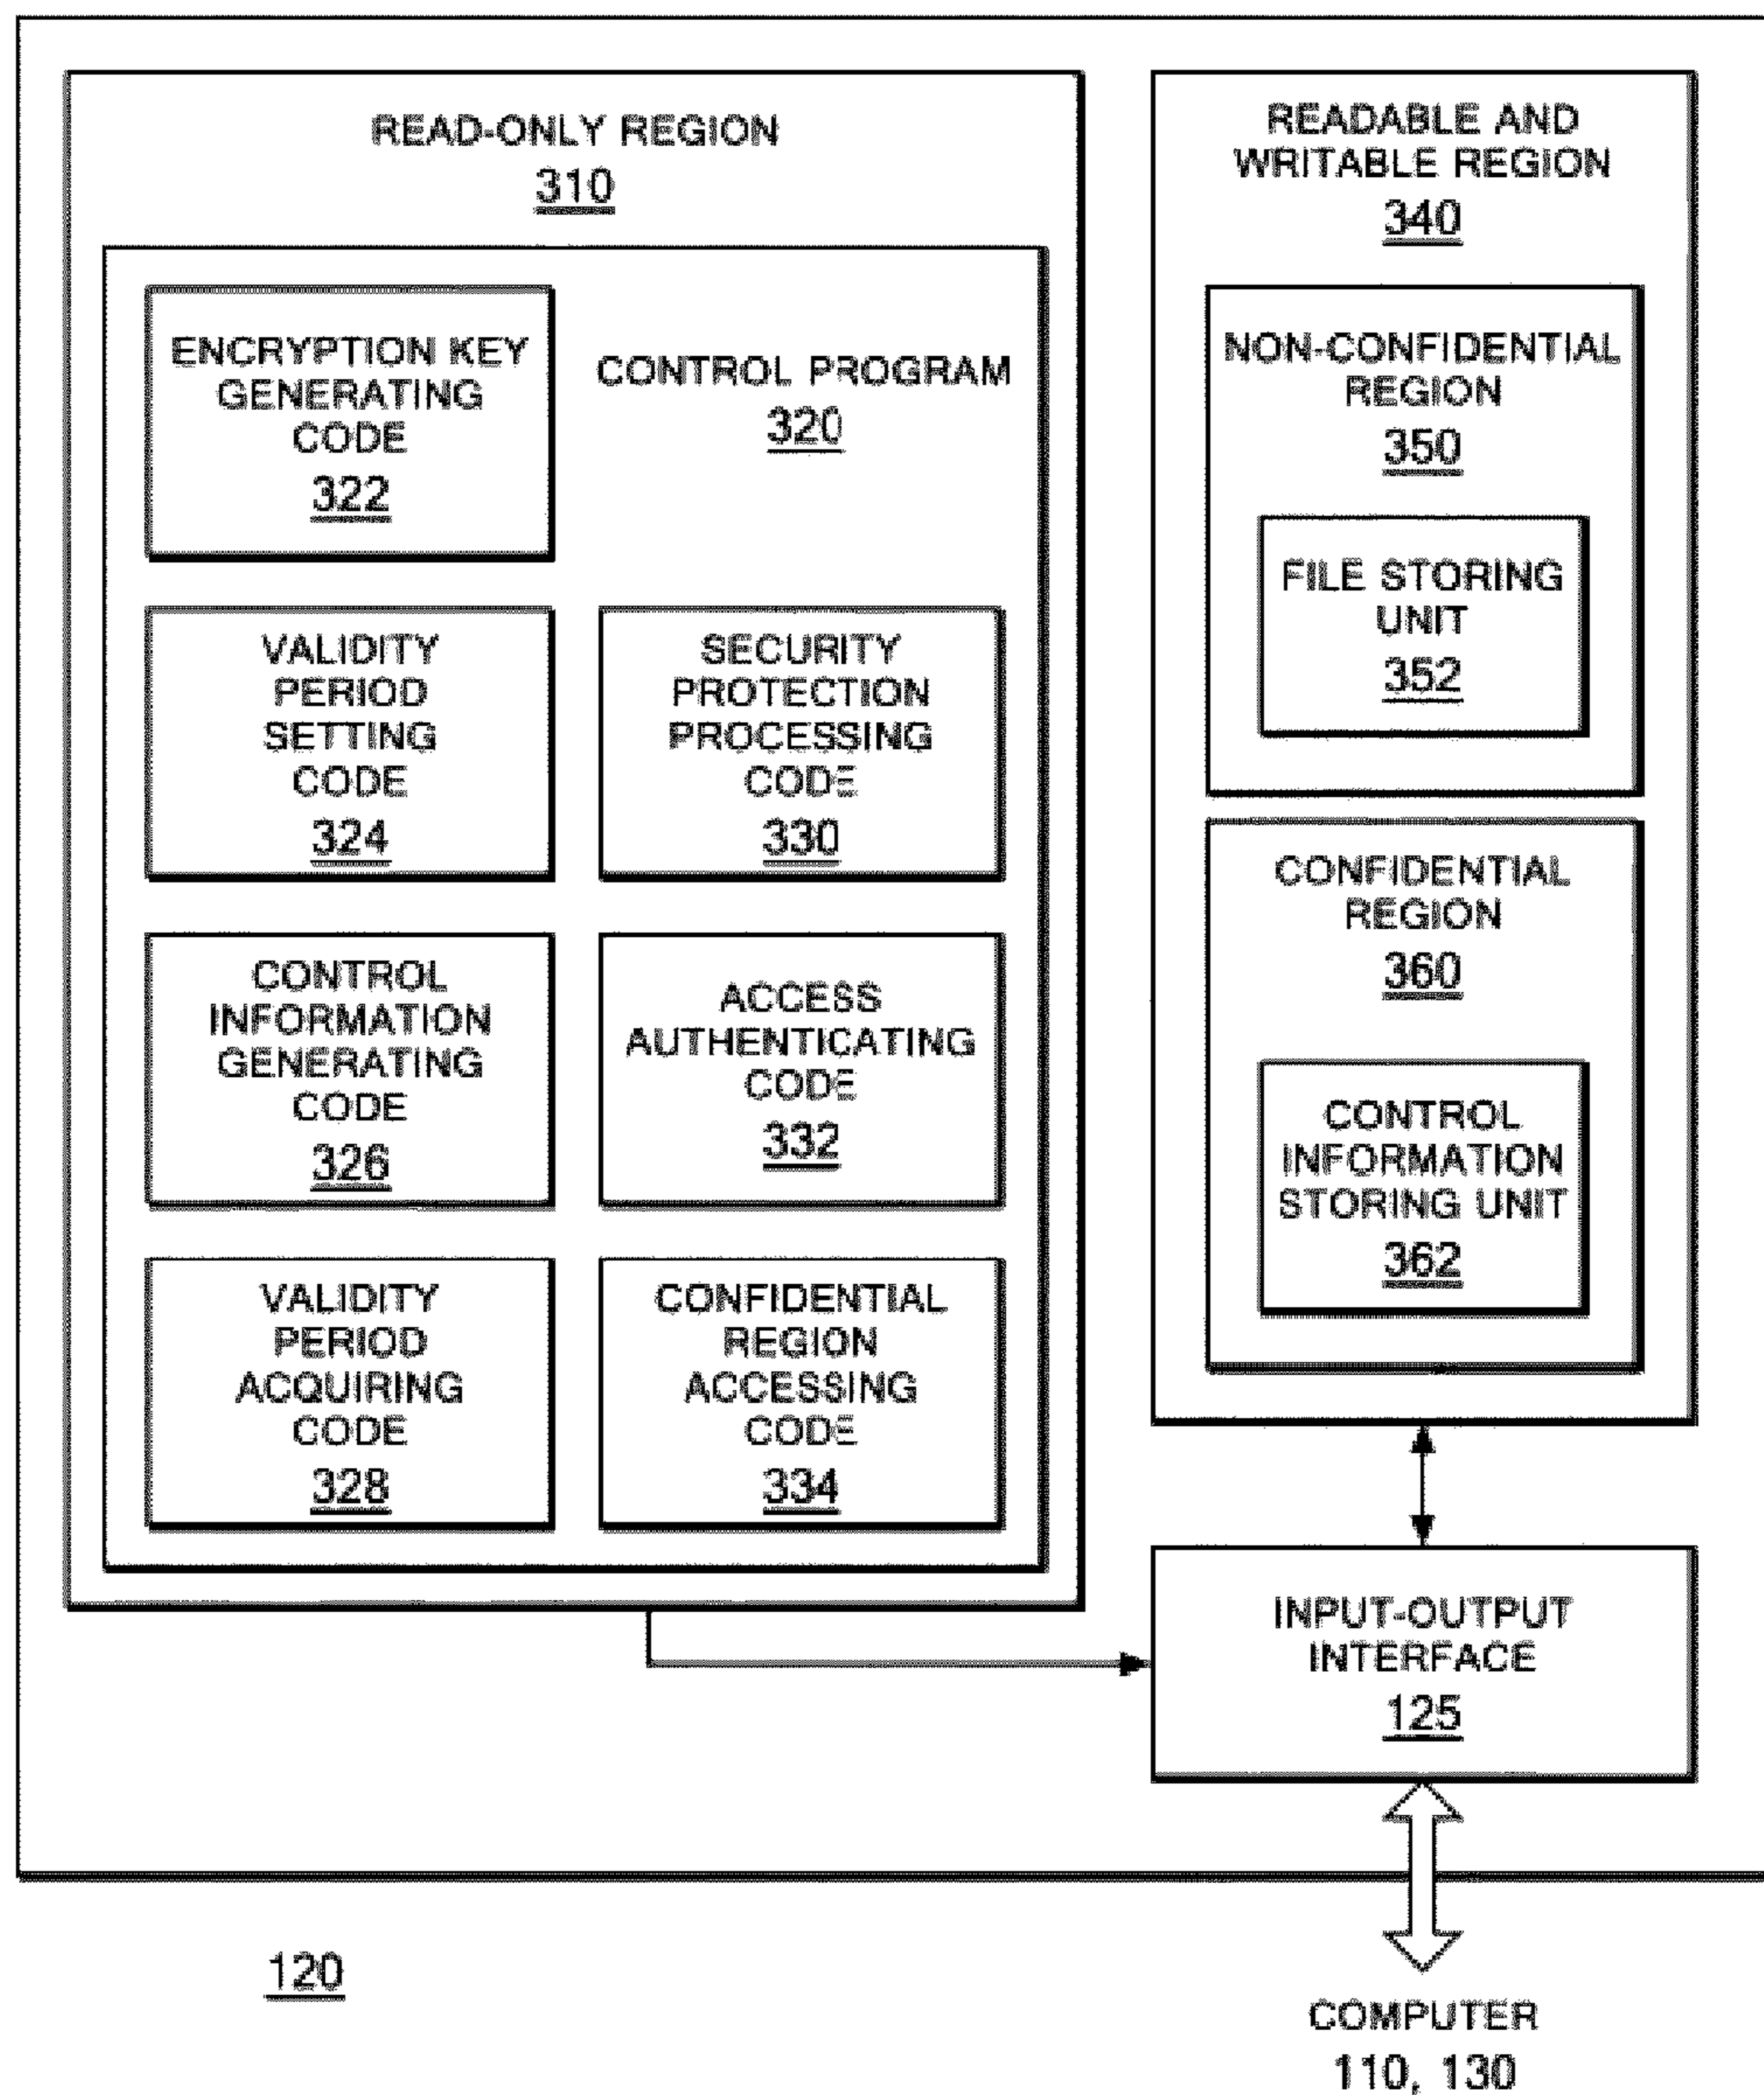 READ-ONLY REGION
310
ENCRYPTION KEY
GENERATING
CODE
322
CONTROL PROGRAM
320
VALIDITY
PERIOD
SETTING
CODE
324
SECURITY
PROTECTION
PROCESSING
CODE
330
CONTROL
INFORMATION
GENERATING
CODE
326
ACCESS
AUTHENTICATING
CODE
332
VALIDITY
PERIOD
ACQUIRING
CODE
328
CONFIDENTIAL
REGION
ACCESSING
CODE
334
READABLE AND
WRITABLE REGION
340
NON-CONFIDENTIAL
REGION
350
FILE STORING
UNIT
352
CONFIDENTIAL
REGION
360
CONTROL
INFORMATION
STORING UNIT
362
INPUT-OUTPUT
INTERFACE
125
120
COMPUTER
110, 130